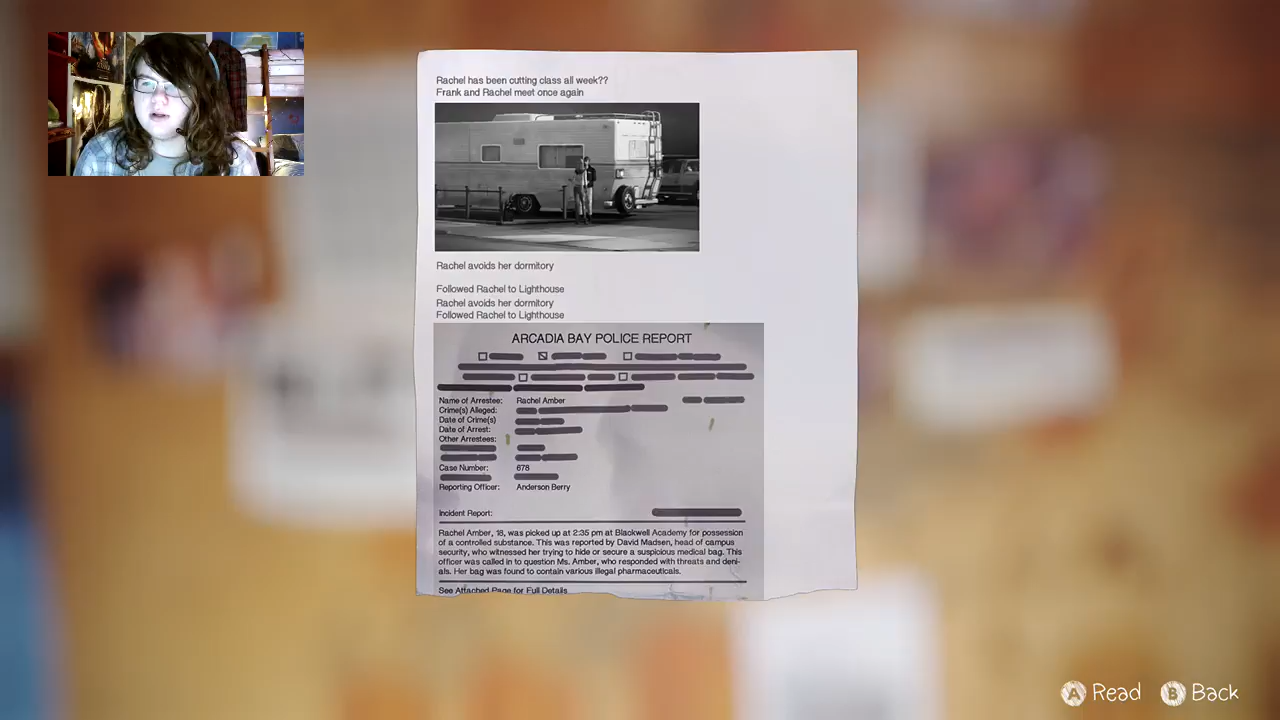 Rachel has been cutting class all week??
Frank and Rachel meet once again
Rachel avoids her dormitory
Followed Rachel to Lighthouse
Rachel avoids her dormitory
Followed Rachel to Lighthouse
ARCADIA BAY POLICE REPORT
Name of Arrestee: Rachel Amber
Crime(s) Alleged:
Date of Crime(s)
Date of Arrest:
Other Arrestees:
Case Number: 678
Reporting Officer: Anderson Berry
Incident Report:
Rachel Amber, 18, was picked up at 2:35 pm at Blackwell Academy for possession
of a controlled substance. This was reported by David Madsen, head of campus
security, who witnessed her trying to hide or secure a suspicious medical bag. This
officer was called in to question Ms. Amber, who responded with threats and deni-
als. Her bag was found to contain various illegal pharmaceuticals.
See Attached Page for Full Details
A Read B Back